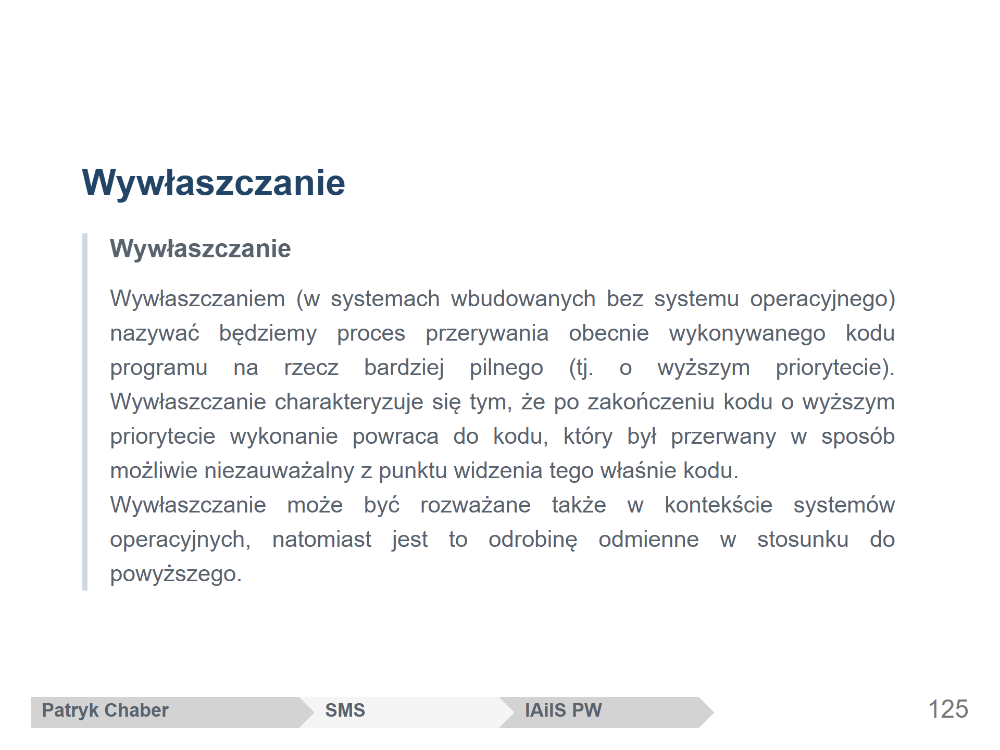 Wywłaszczanie
Wywłaszczanie
Wywłaszczaniem (w systemach wbudowanych bez systemu operacyjnego)
nazywać będziemy proces przerywania obecnie wykonywanego kodu
programu na rzecz bardziej pilnego (tj. o wyższym priorytecie).
Wywłaszczanie charakteryzuje się tym, że po zakończeniu kodu o wyższym
priorytecie wykonanie powraca do kodu, który był przerwany w sposób
możliwie niezauważalny z punktu widzenia tego właśnie kodu.
Wywłaszczanie może być rozważane także w kontekście systemów
operacyjnych, natomiast jest to odrobinę odmienne w stosunku do
powyższego.
Patryk Chaber
SMS
IAiIS PW
125